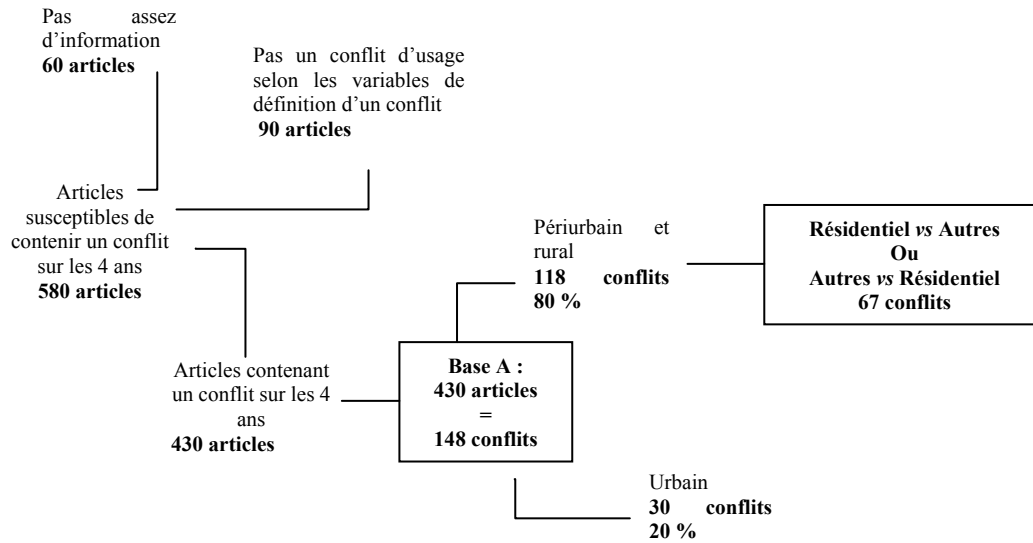 Pas assez
d’information
60 articles
Pas un conflit d’usage
selon les variables de
définition d’un conflit
90 articles
Articles
susceptibles de
contenir un conflit
sur les 4 ans
580 articles
Périurbain et
rural
118 conflits
80 %
Résidentiel vs Autres
Ou
Autres vs Résidentiel
67 conflits
Articles contenant
un conflit sur les 4
ans
430 articles
Base A :
430 articles
=
148 conflits
Urbain
30 conflits
20 %